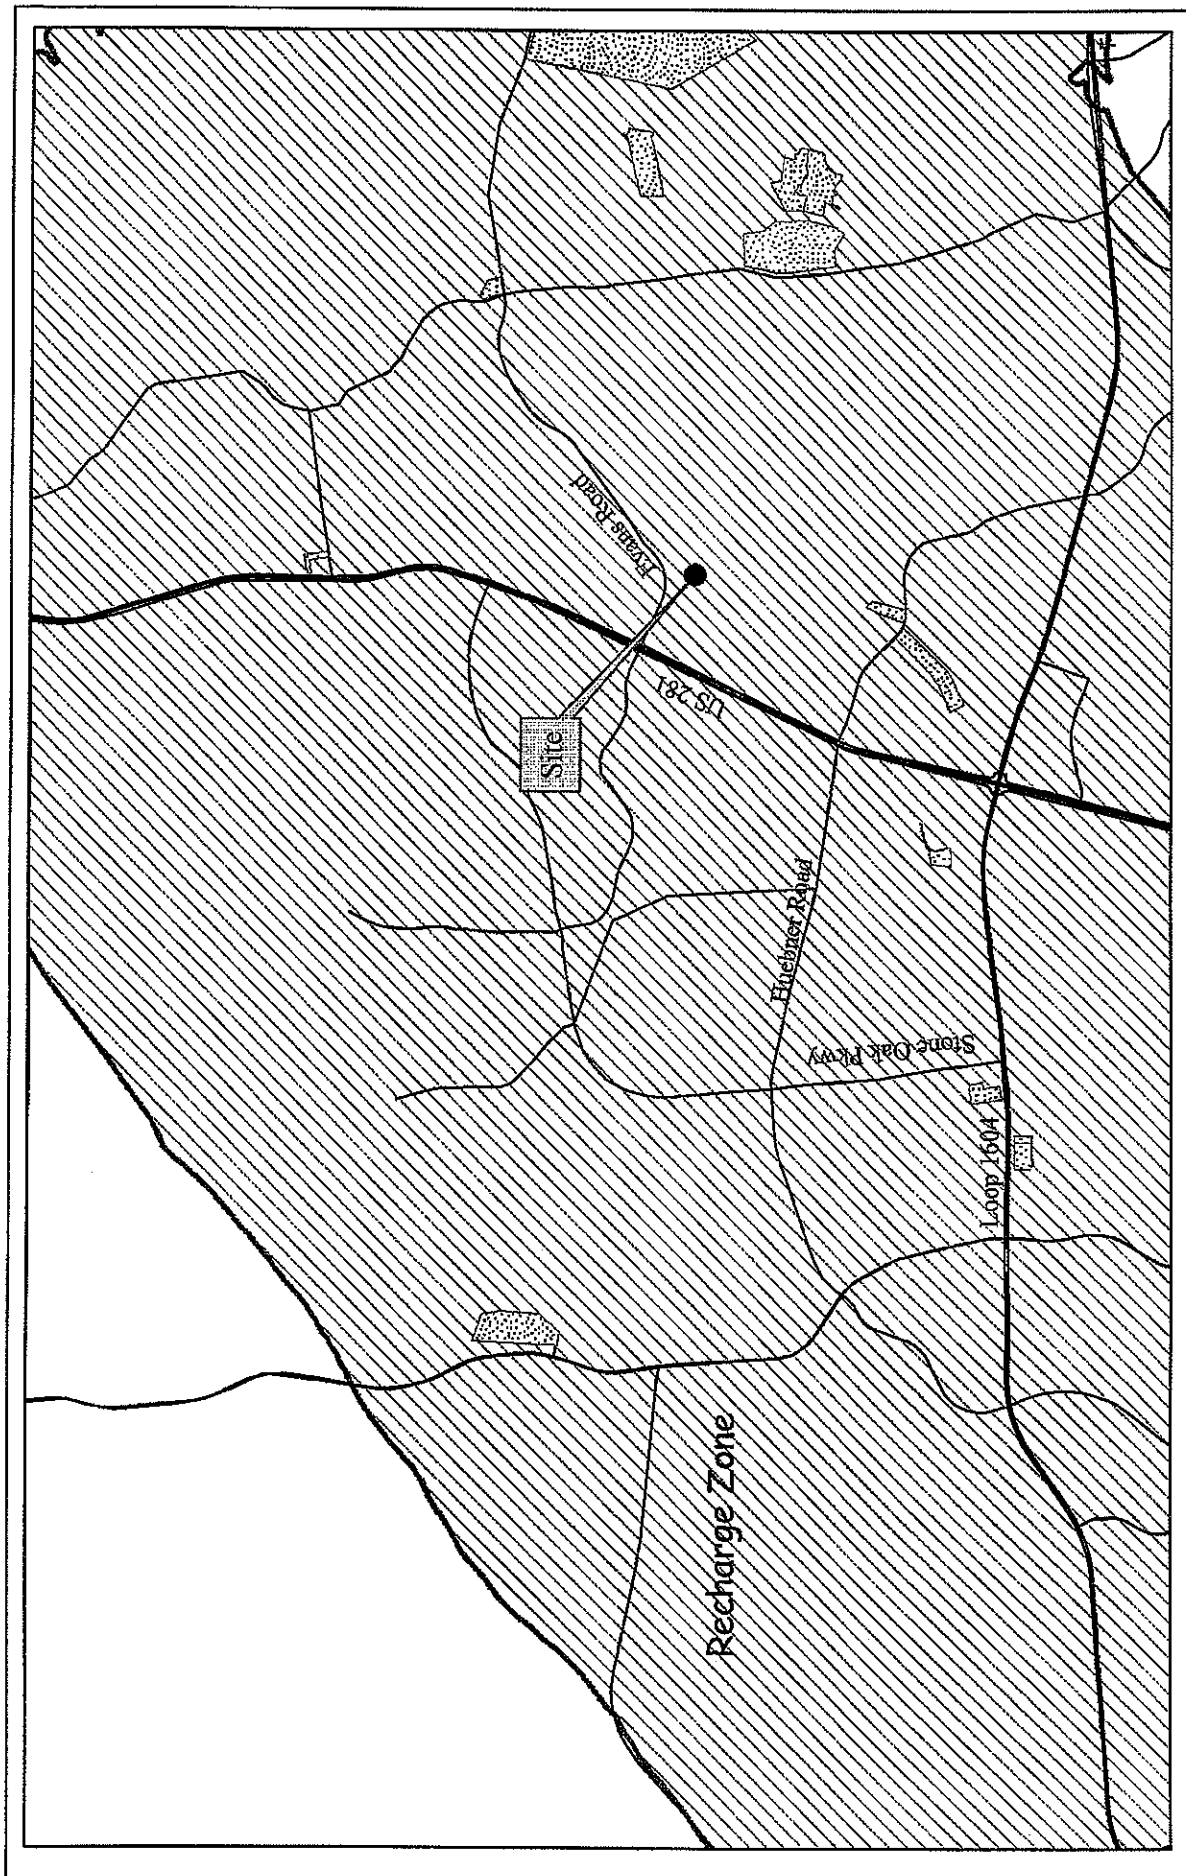 Evans Road
US 281
Site
Huebner Road
Stone Oak Pkwy
Loop 1604
Recharge Zone